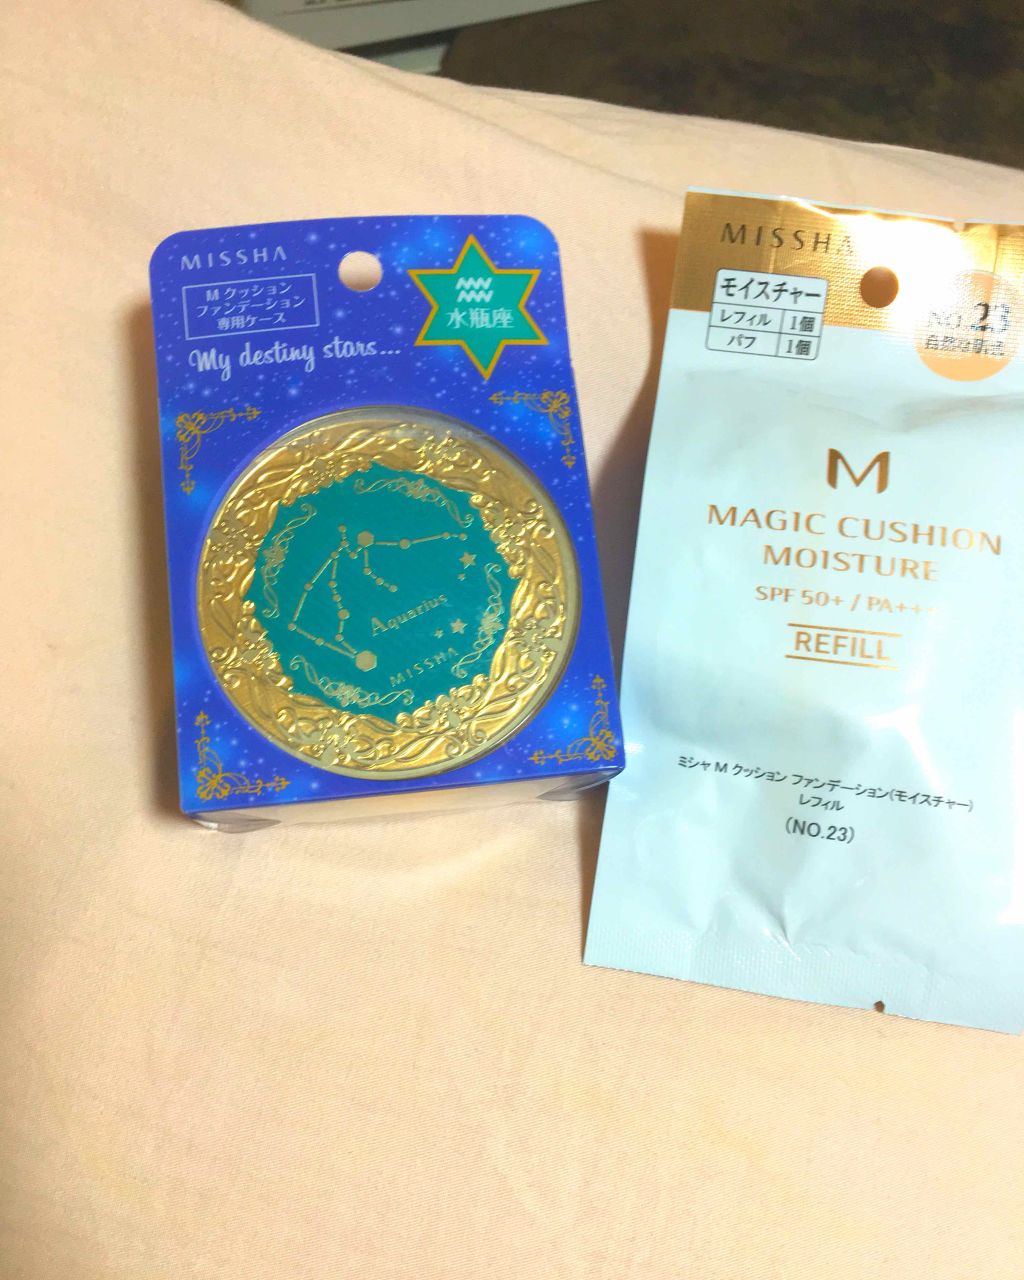 MISSHA
M クッション
ファンデーション
専用ケース
My destiny stars...
水瓶座
Aquarius
MISSHA
MISSHA
モイスチャー
レフィル 1個
パフ 1個
NO.23
自然な
M
MAGIC CUSHION
MOISTURE
SPF 50+ / PA+++
REFILL
ミシャ M クッション ファンデーション(モイスチャー)
レフィル
(NO.23)